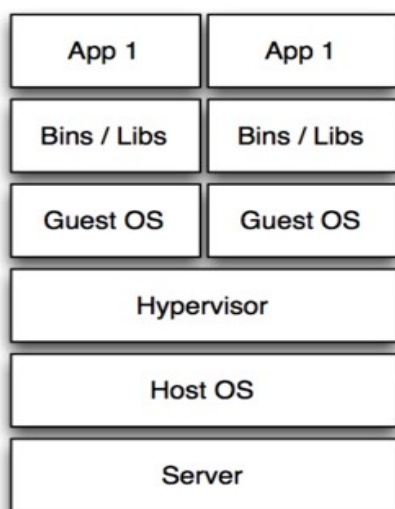 App 1 App 1
Bins / Libs Bins / Libs
Guest OS Guest OS
Hypervisor
Host OS
Server